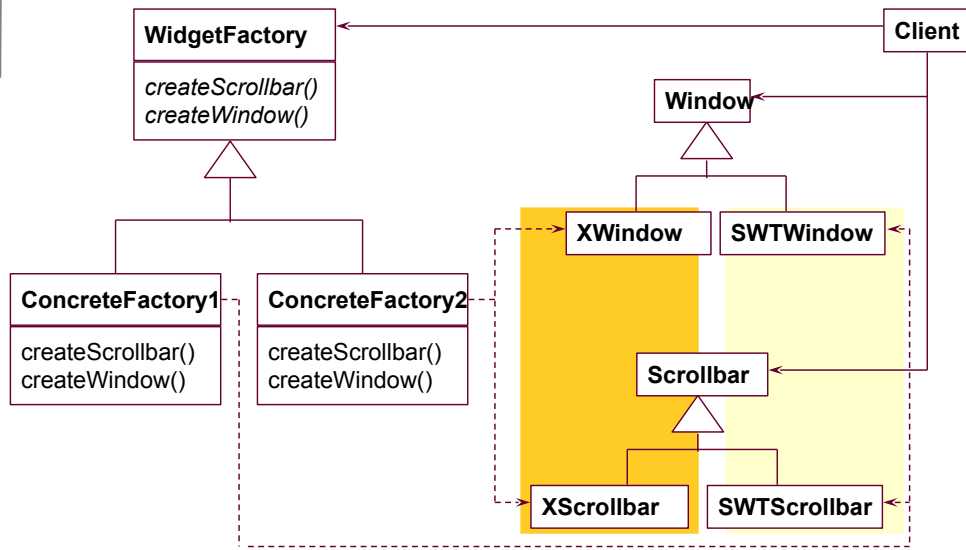 WidgetFactory
createScrollbar()
createWindow()
Client
Window
XWindow
SWTWindow
ConcreteFactory1
createScrollbar()
createWindow()
ConcreteFactory2
createScrollbar()
createWindow()
Scrollbar
XScrollbar
SWTScrollbar